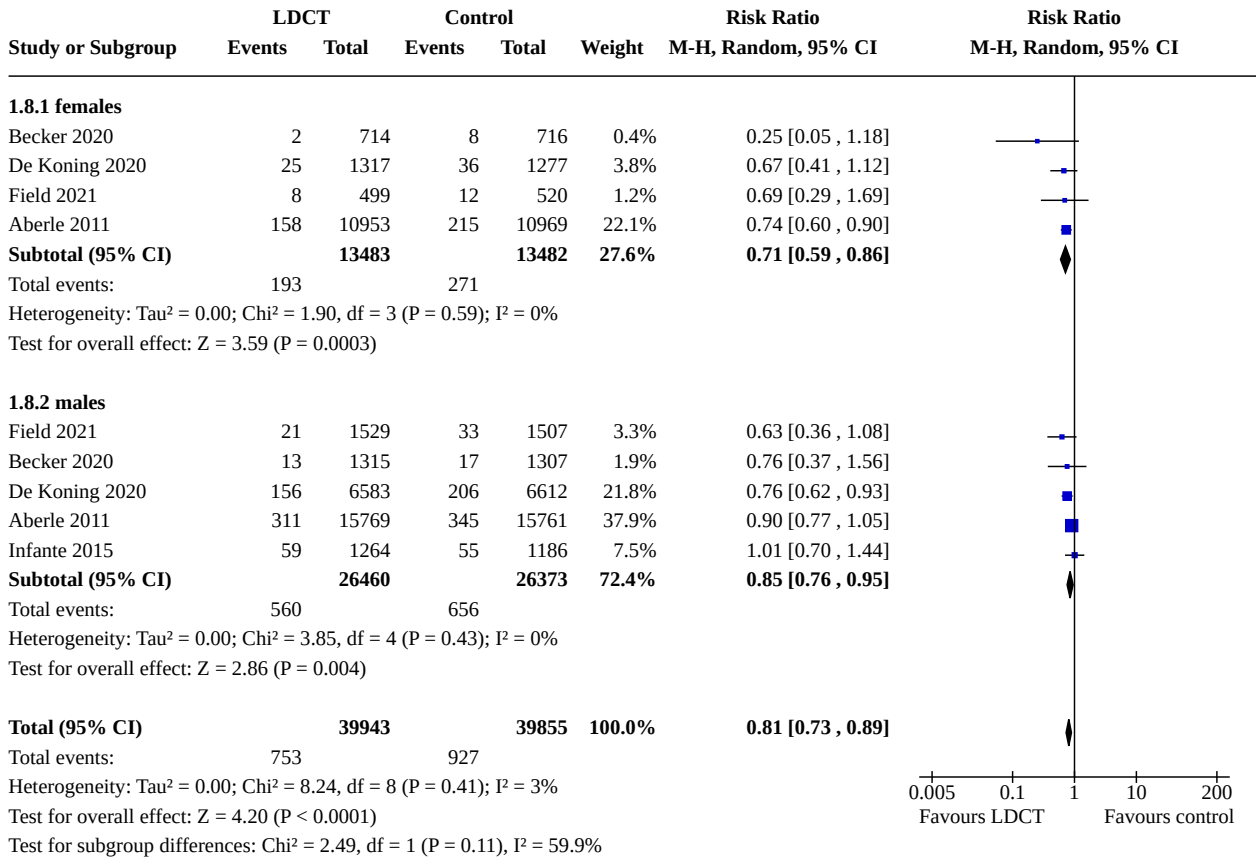 LDCT Control Risk Ratio Risk Ratio
Study or Subgroup Events Total Events Total Weight M-H, Random, 95% CI M-H, Random, 95% CI
1.8.1 females
Becker 2020 2 714 8 716 0.4% 0.25 [0.05 , 1.18]
De Koning 2020 25 1317 36 1277 3.8% 0.67 [0.41 , 1.12]
Field 2021 8 499 12 520 1.2% 0.69 [0.29 , 1.69]
Aberle 2011 158 10953 215 10969 22.1% 0.74 [0.60 , 0.90]
Subtotal (95% CI) 13483 13482 27.6% 0.71 [0.59 , 0.86]
Total events: 193 271
Heterogeneity: Tau² = 0.00; Chi² = 1.90, df = 3 (P = 0.59); I² = 0%
Test for overall effect: Z = 3.59 (P = 0.0003)
1.8.2 males
Field 2021 21 1529 33 1507 3.3% 0.63 [0.36 , 1.08]
Becker 2020 13 1315 17 1307 1.9% 0.76 [0.37 , 1.56]
De Koning 2020 156 6583 206 6612 21.8% 0.76 [0.62 , 0.93]
Aberle 2011 311 15769 345 15761 37.9% 0.90 [0.77 , 1.05]
Infante 2015 59 1264 55 1186 7.5% 1.01 [0.70 , 1.44]
Subtotal (95% CI) 26460 26373 72.4% 0.85 [0.76 , 0.95]
Total events: 560 656
Heterogeneity: Tau² = 0.00; Chi² = 3.85, df = 4 (P = 0.43); I² = 0%
Test for overall effect: Z = 2.86 (P = 0.004)
Total (95% CI) 39943 39855 100.0% 0.81 [0.73 , 0.89]
Total events: 753 927
Heterogeneity: Tau² = 0.00; Chi² = 8.24, df = 8 (P = 0.41); I² = 3%
0.005 0.1 1 10 200
Test for overall effect: Z = 4.20 (P < 0.0001)
Favours LDCT Favours control
Test for subgroup differences: Chi² = 2.49, df = 1 (P = 0.11), I² = 59.9%